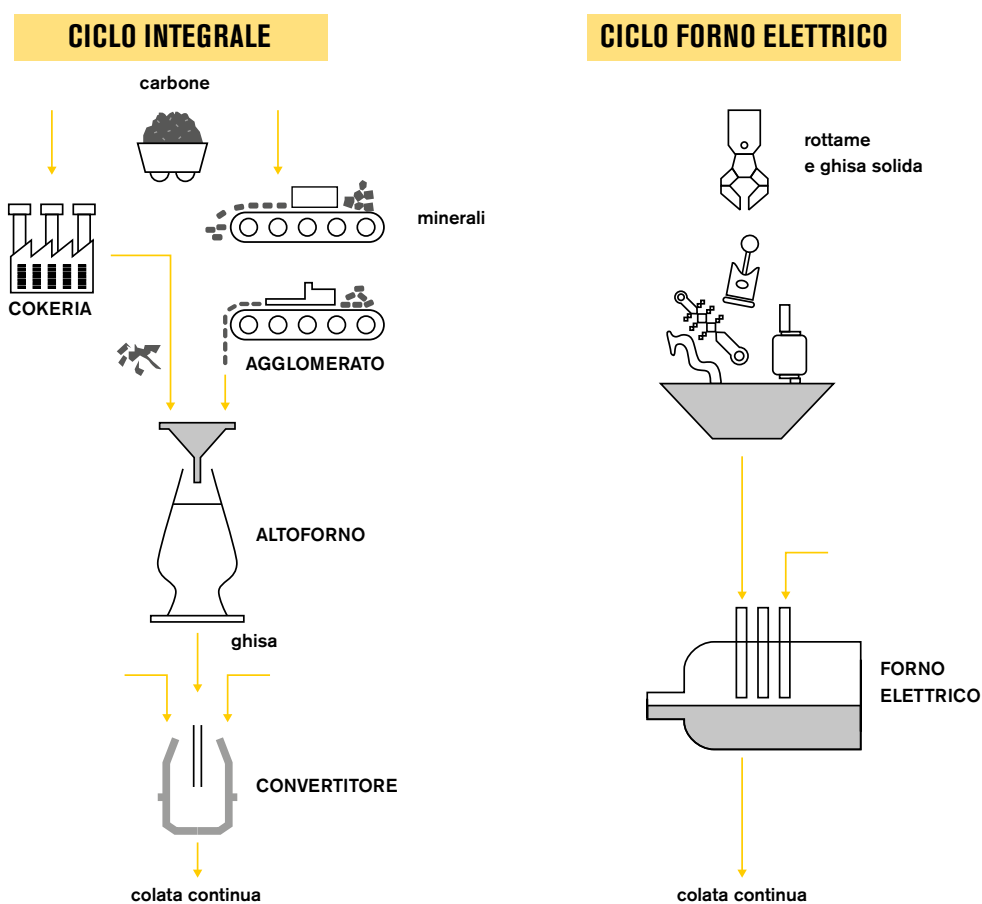 CICLO INTEGRALE
carbone
minerali
COKERIA
AGGLOMERATO
ALTOFORNO
ghisa
CONVERTITORE
colata continua
CICLO FORNO ELETTRICO
rottame
e ghisa solida
FORNO
ELETTRICO
colata continua